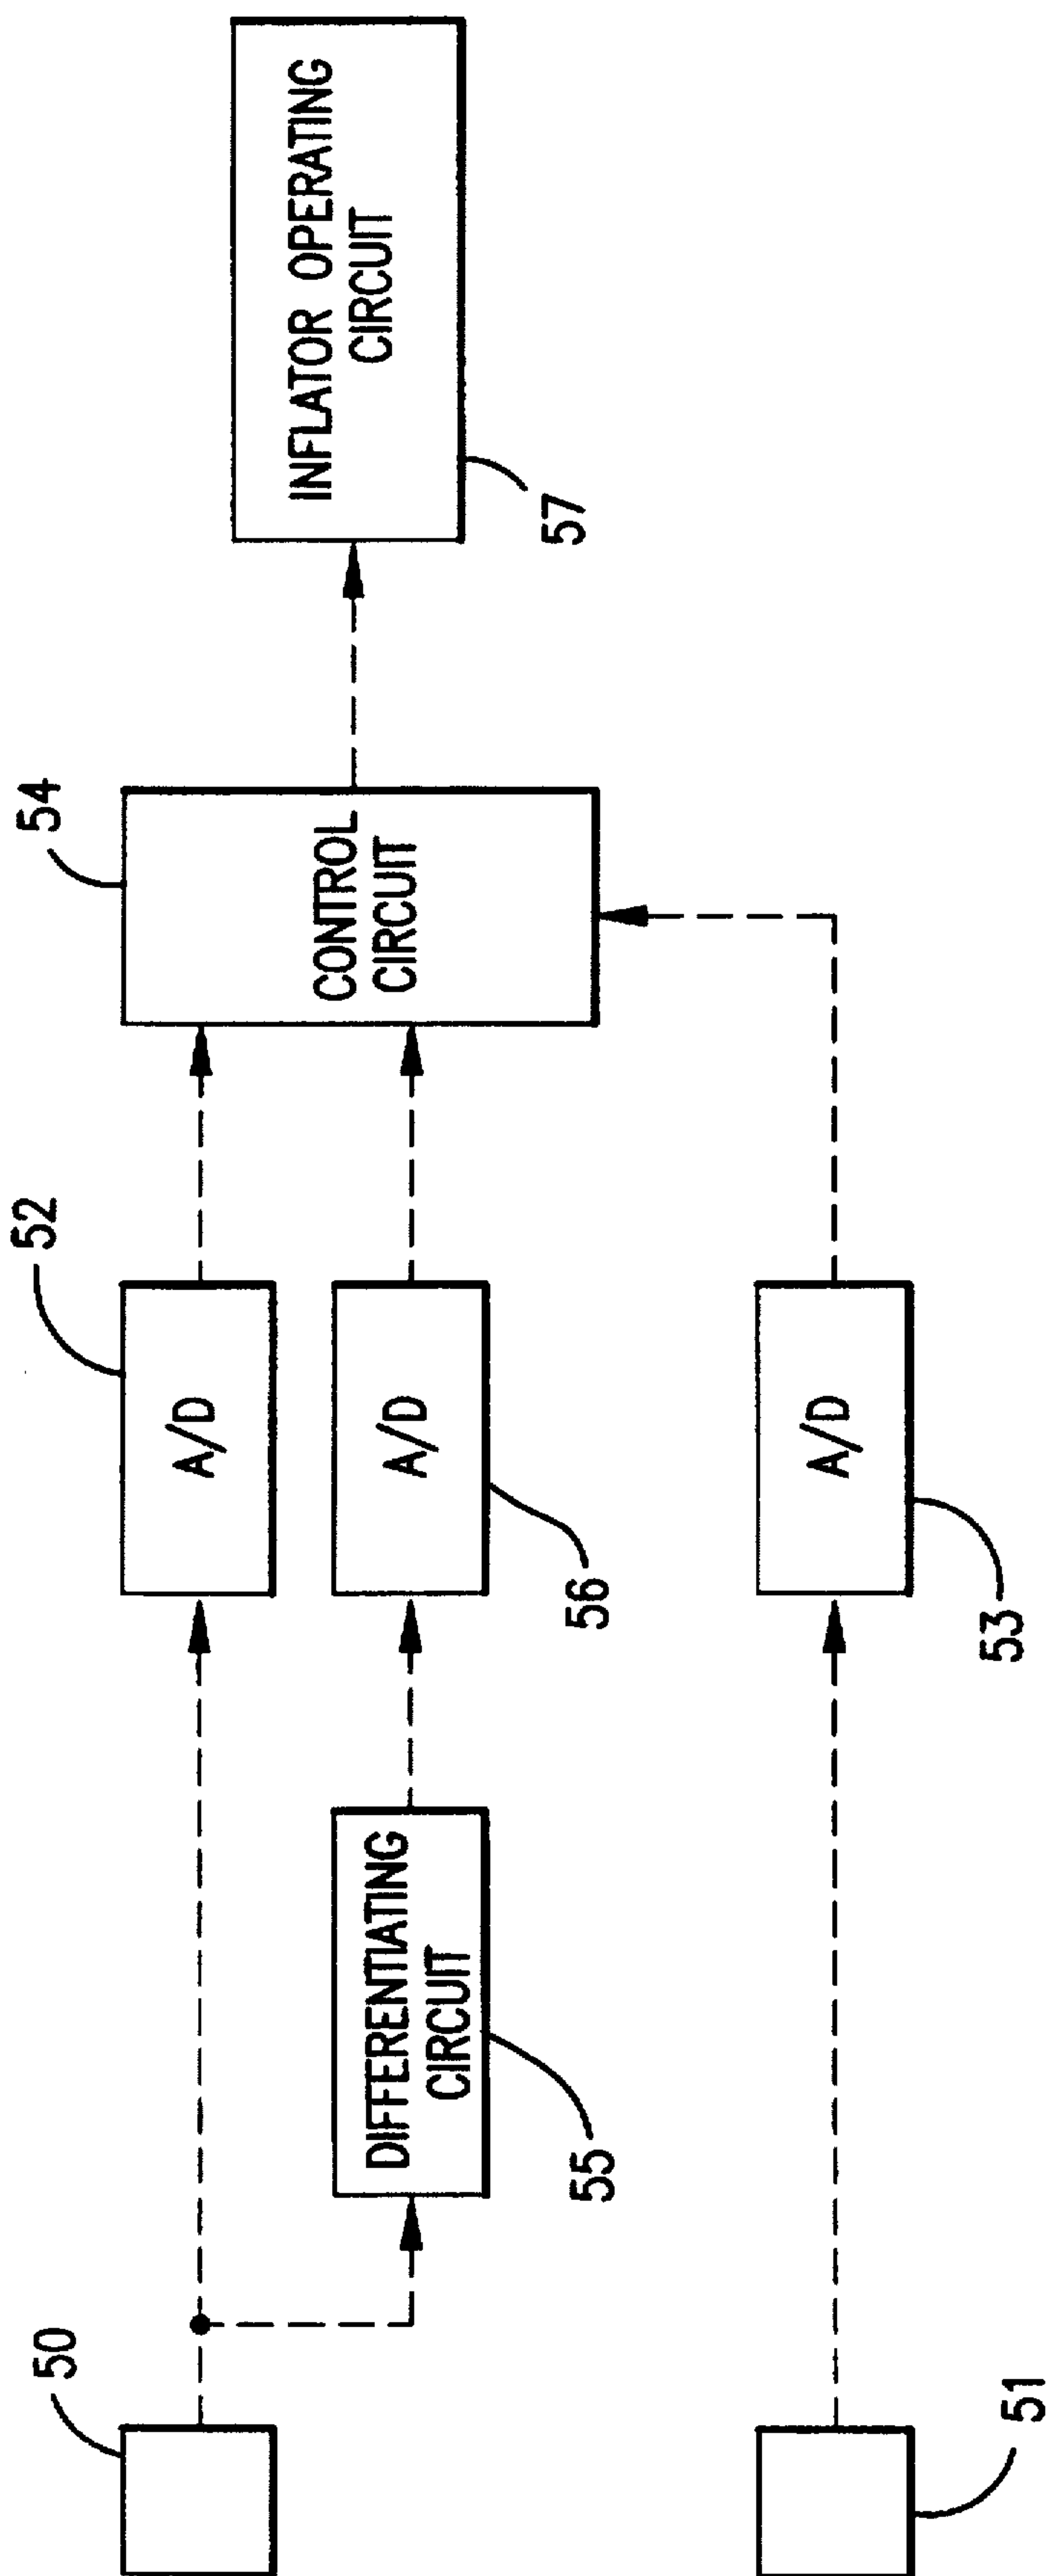 50
52
54
A/D
CONTROL
CIRCUIT
INFLATOR OPERATING
CIRCUIT
57
DIFFERENTIATING
CIRCUIT
55
A/D
56
A/D
53
51